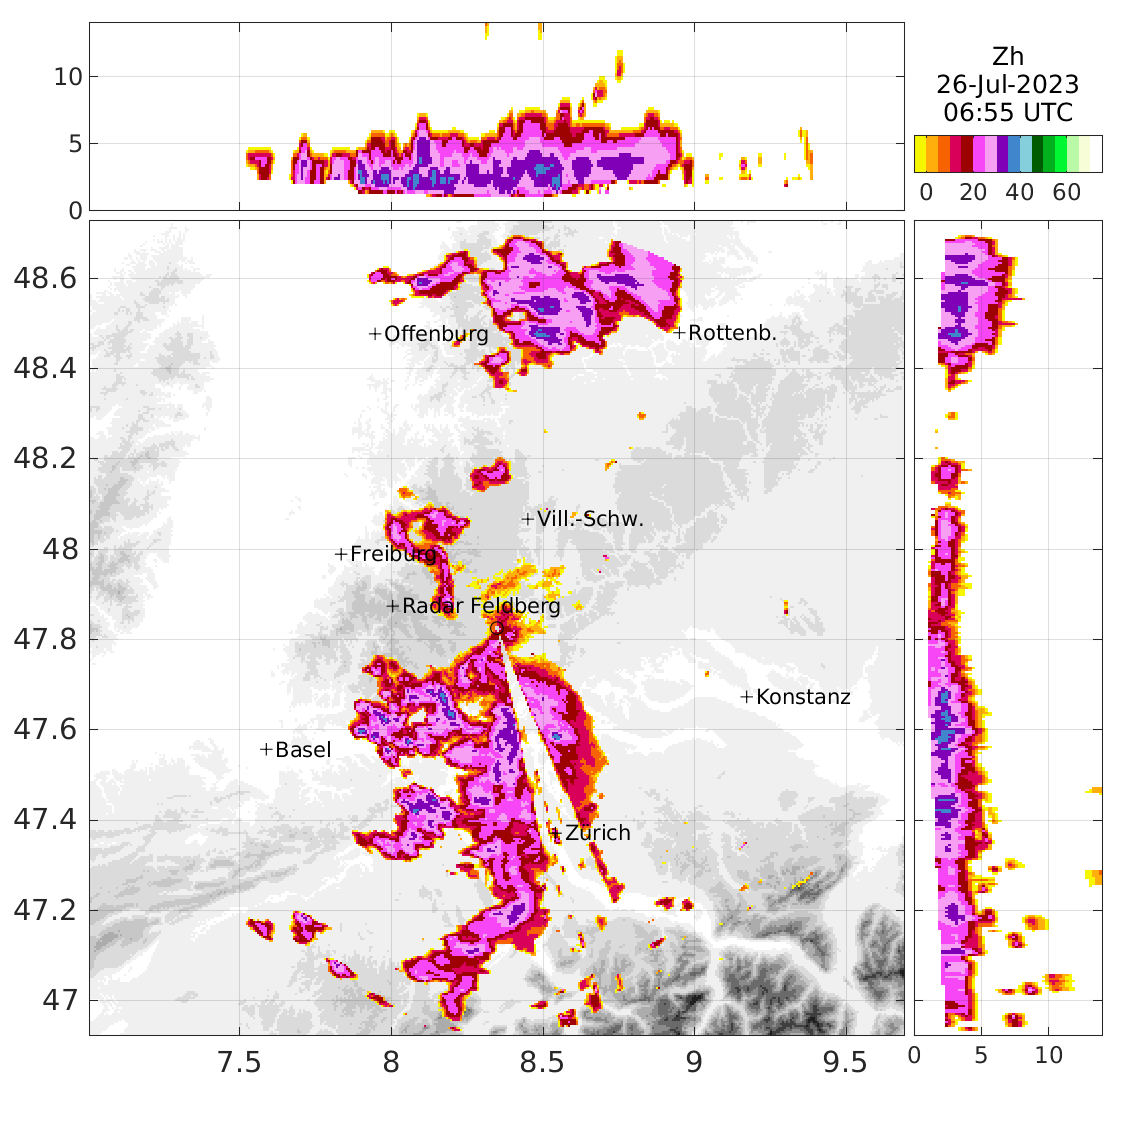 10
5
0
Zh
26-Jul-2023
06:55 UTC
0 20 40 60
48.6
48.4
48.2
48
47.8
47.6
47.4
47.2
47
+Offenburg
+Rottenb.
+Vill.-Schw.
+Freiburg
+Radar Feldberg
+Konstanz
+Basel
+Zürich
7.5 8 8.5 9 9.5
0 5 10